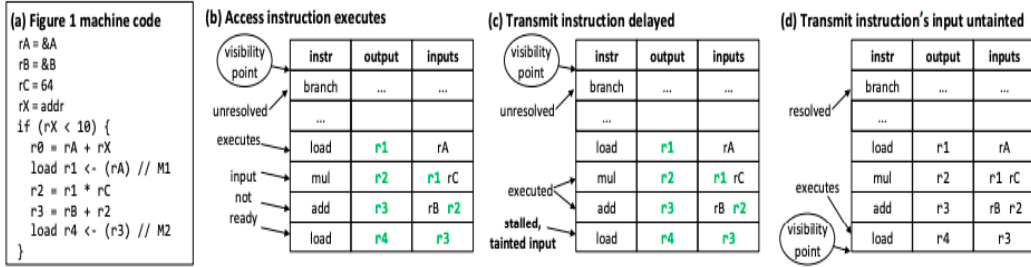 (a) Figure 1 machine code
rA = &A
rB = &B
rC = 64
rX = addr
if (rX < 10) {
r0 = rA + rX
load r1 <- (rA) // M1
r2 = r1 * rC
r3 = rB + r2
load r4 <- (r3) // M2
}
(b) Access instruction executes
visibility
point
unresolved
executes
input
not
ready
instr output inputs
branch ... ...
...
load r1 rA
mul r2 r1 rC
add r3 rB r2
load r4 r3
(c) Transmit instruction delayed
visibility
point
unresolved
executed
stalled,
tainted input
instr output inputs
branch ... ...
...
load r1 rA
mul r2 r1 rC
add r3 rB r2
load r4 r3
(d) Transmit instruction's input untainted
resolved
executes
visibility
point
instr output inputs
branch ... ...
...
load r1 rA
mul r2 r1 rC
add r3 rB r2
load r4 r3